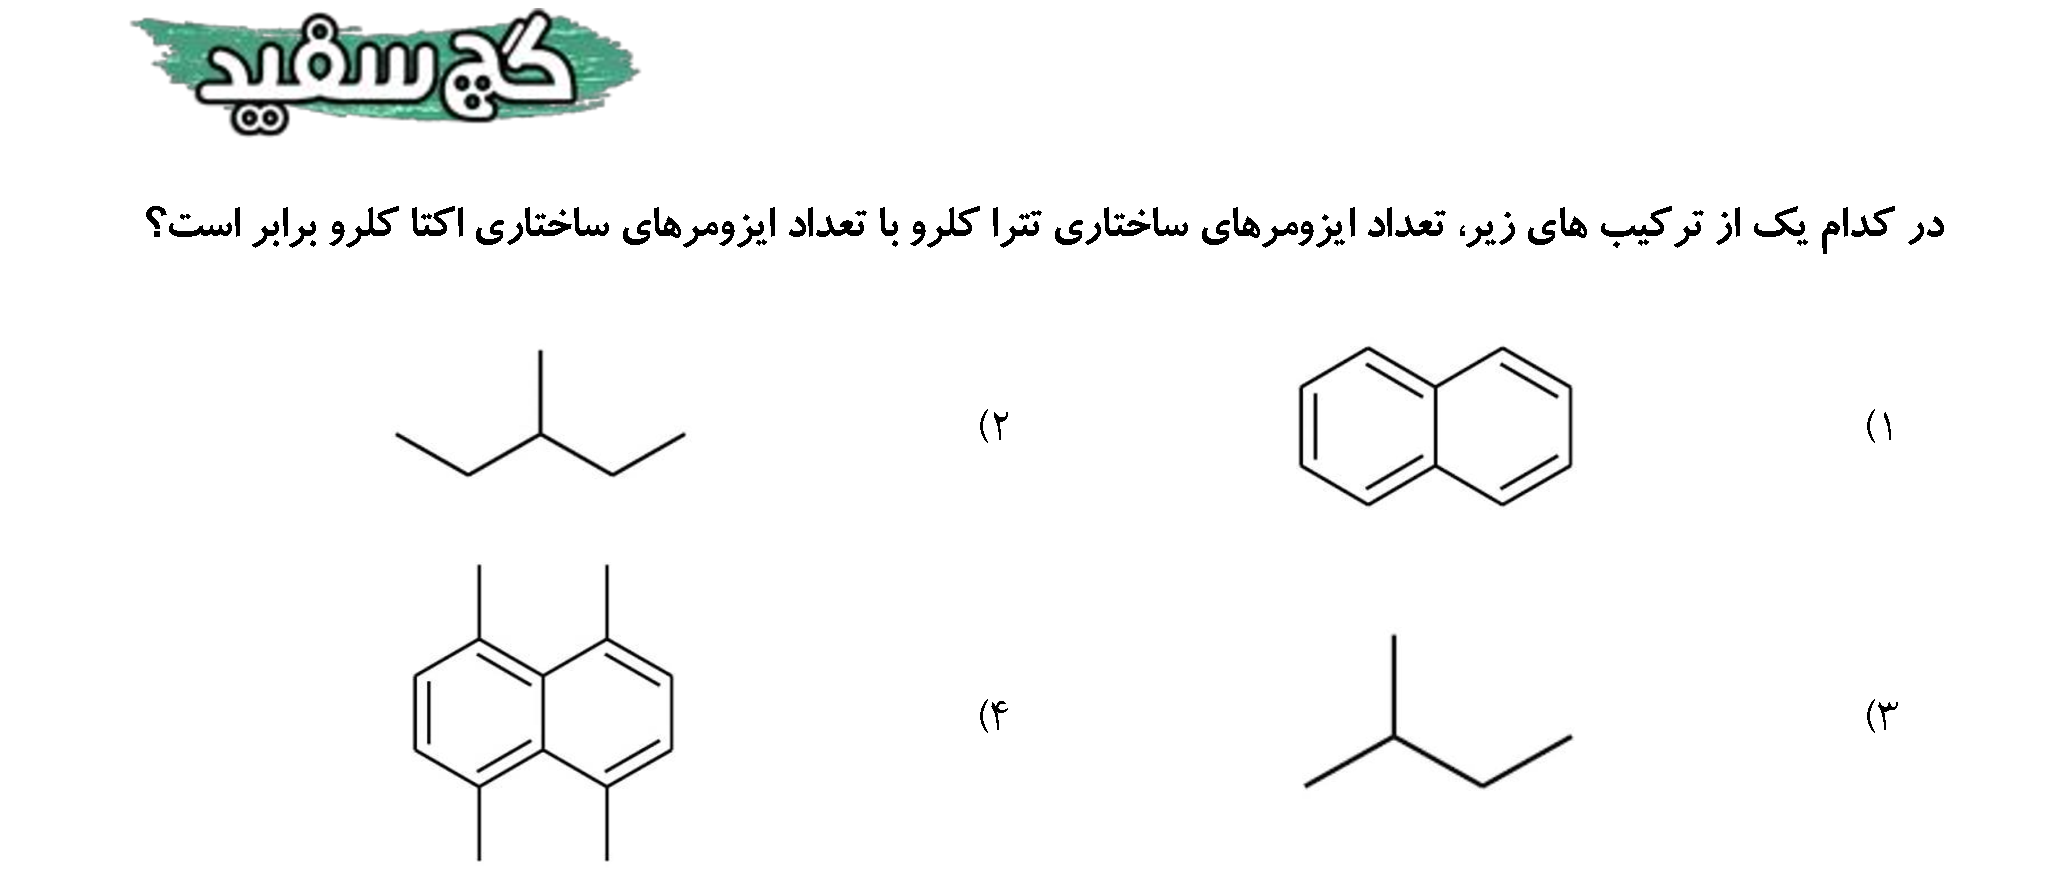 گچ سفید
در کدام یک از ترکیب های زیر، تعداد ایزومرهای ساختاری تترا کلرو با تعداد ایزومرهای ساختاری اکتا کلرو برابر است؟
۱)
۲)
۳)
۴)